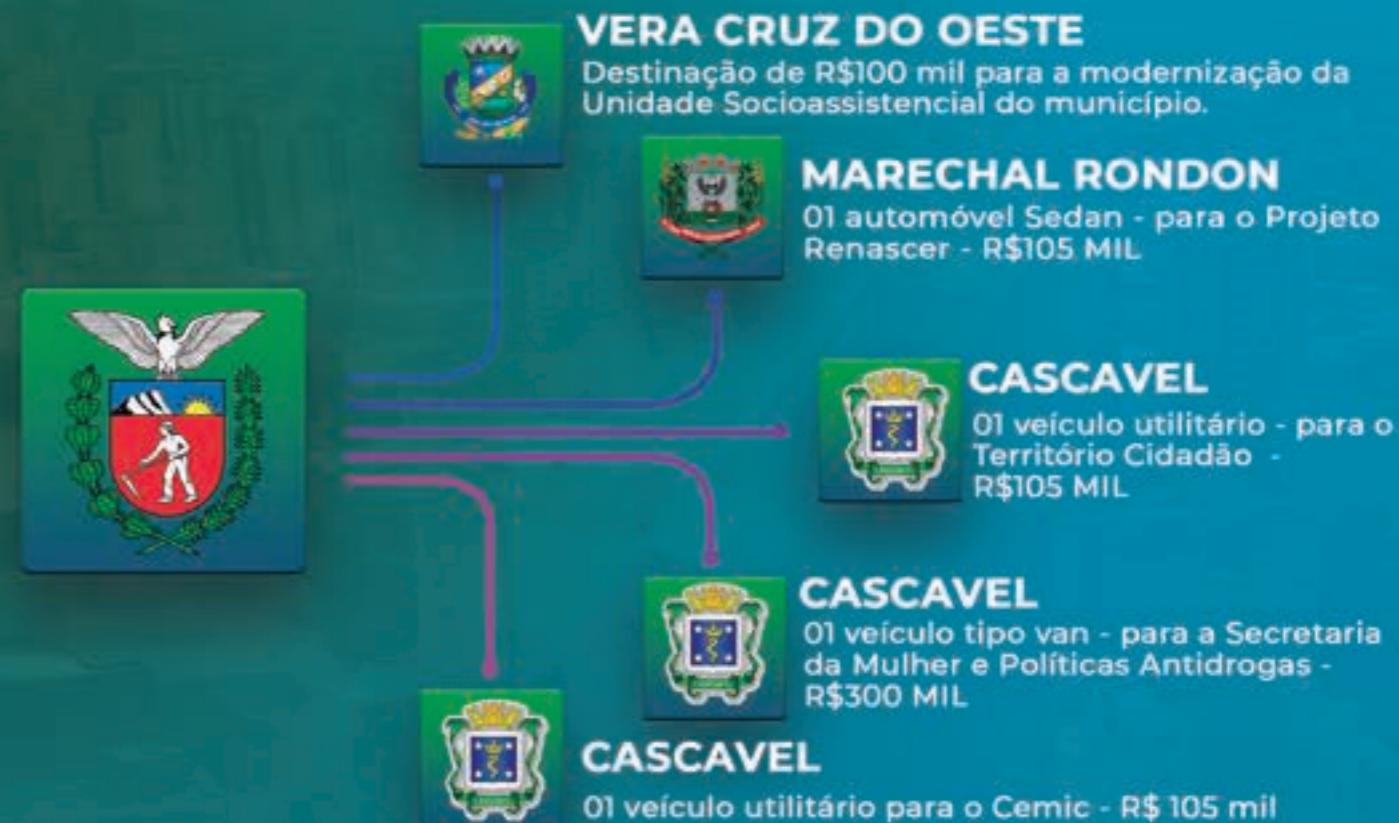 VERA CRUZ DO OESTE
Destinação de R$100 mil para a modernização da
Unidade Socioassistencial do município.
MARECHAL RONDON
01 automóvel Sedan - para o Projeto
Renascer - R$105 MIL
CASCAVEL
01 veículo utilitário - para o
Território Cidadão -
R$105 MIL
CASCAVEL
01 veículo tipo van - para a Secretaria
da Mulher e Políticas Antidrogas -
R$300 MIL
CASCAVEL
01 veículo utilitário para o Cemic - R$ 105 mil